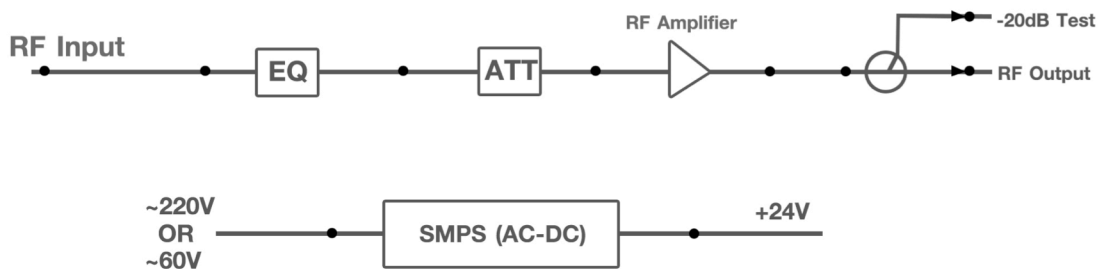 RF Input
EQ
ATT
RF Amplifier
-20dB Test
RF Output
~220V
OR
~60V
SMPS (AC-DC)
+24V